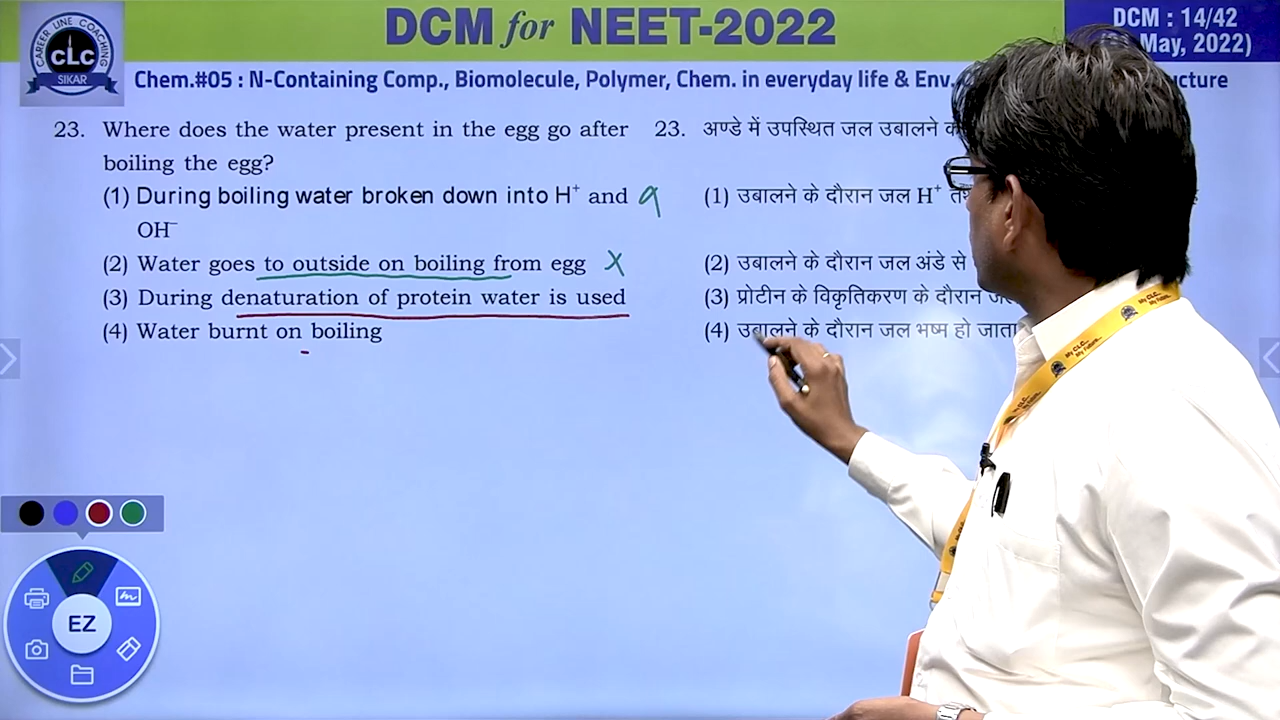 DCM for NEET-2022
DCM : 14/42
May, 2022)
CAREER LINE COACHING
CLC
SIKAR
Chem.#05 : N-Containing Comp., Biomolecule, Polymer, Chem. in everyday life & Env.
23. Where does the water present in the egg go after
boiling the egg?
(1) During boiling water broken down into H⁺ and
OH⁻
(2) Water goes to outside on boiling from egg
(3) During denaturation of protein water is used
(4) Water burnt on boiling
23. अण्डे में उपस्थित जल उबालने
(1) उबालने के दौरान जल H⁺
(2) उबालने के दौरान जल अंडे से
(3) प्रोटीन के विकृतिकरण के दौरान
(4) उबालने के दौरान जल भष्म हो जाता
EZ
My CLC..
My Future..